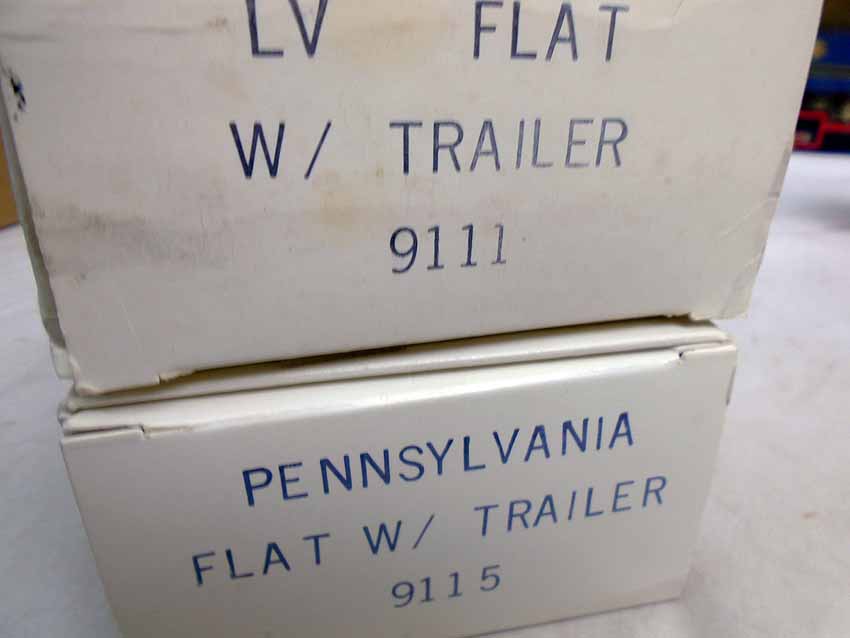 LV FLAT
W/ TRAILER
9111
PENNSYLVANIA
FLAT W/ TRAILER
9115